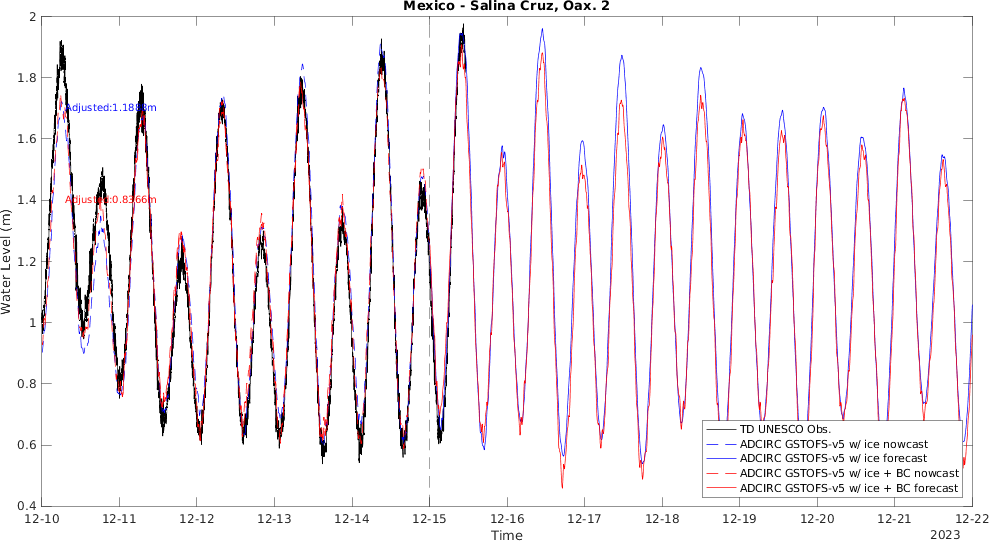 Mexico - Salina Cruz, Oax. 2
Water Level (m)
2
1.8
1.6
1.4
1.2
1
0.8
0.6
0.4
Adjusted:1.1888m
Adjusted:0.8366m
TD UNESCO Obs.
ADCIRC GSTOFS-v5 w/ ice nowcast
ADCIRC GSTOFS-v5 w/ ice forecast
ADCIRC GSTOFS-v5 w/ ice + BC nowcast
ADCIRC GSTOFS-v5 w/ ice + BC forecast
12-10 12-11 12-12 12-13 12-14 12-15 12-16 12-17 12-18 12-19 12-20 12-21 12-22
Time
2023